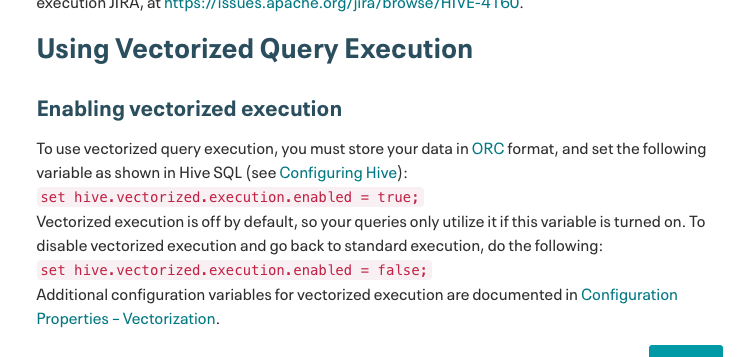 execution JIRA, at https://issues.apache.org/jira/browse/HIVE-4160.
Using Vectorized Query Execution
Enabling vectorized execution
To use vectorized query execution, you must store your data in ORC format, and set the following
variable as shown in Hive SQL (see Configuring Hive):
set hive.vectorized.execution.enabled = true;
Vectorized execution is off by default, so your queries only utilize it if this variable is turned on. To
disable vectorized execution and go back to standard execution, do the following:
set hive.vectorized.execution.enabled = false;
Additional configuration variables for vectorized execution are documented in Configuration
Properties – Vectorization.